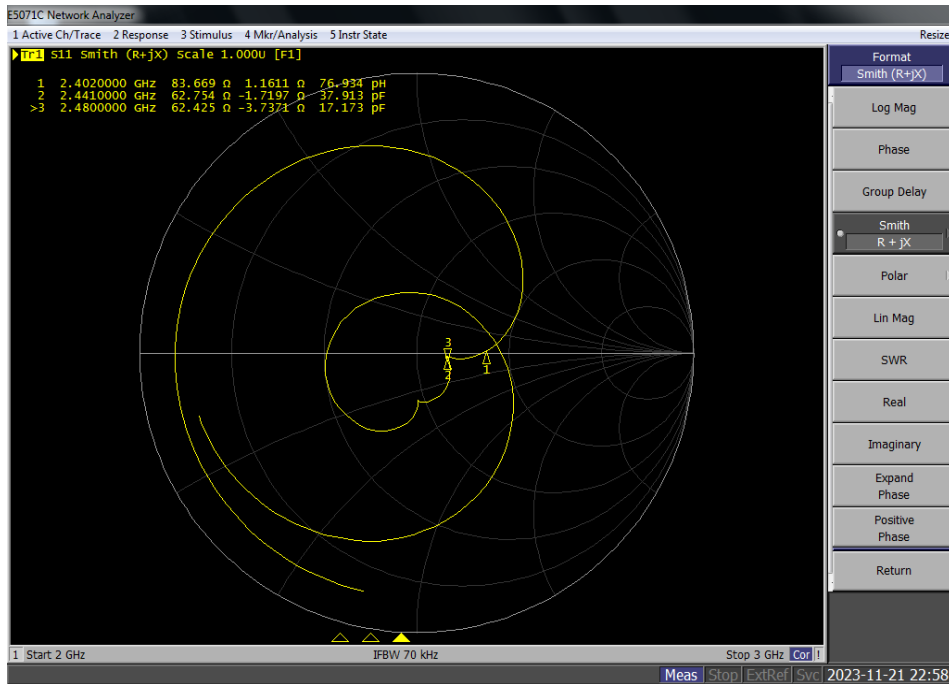 E5071C Network Analyzer
1 Active Ch/Trace 2 Response 3 Stimulus 4 Mkr/Analysis 5 Instr State
Resize
Tr1 S11 Smith (R+jX) Scale 1.000U [F1]
1 2.4020000 GHz 83.669 Ω 1.1611 Ω 76.934 pH
2 2.4410000 GHz 62.754 Ω -1.7197 Ω 37.913 pF
>3 2.4800000 GHz 62.425 Ω -3.7371 Ω 17.173 pF
3
2
1
Format
Smith (R+jX)
Log Mag
Phase
Group Delay
Smith
R + jX
Polar
Lin Mag
SWR
Real
Imaginary
Expand
Phase
Positive
Phase
Return
1 Start 2 GHz
IFBW 70 kHz
Stop 3 GHz Cor !
Meas Stop ExtRef Svc 2023-11-21 22:58